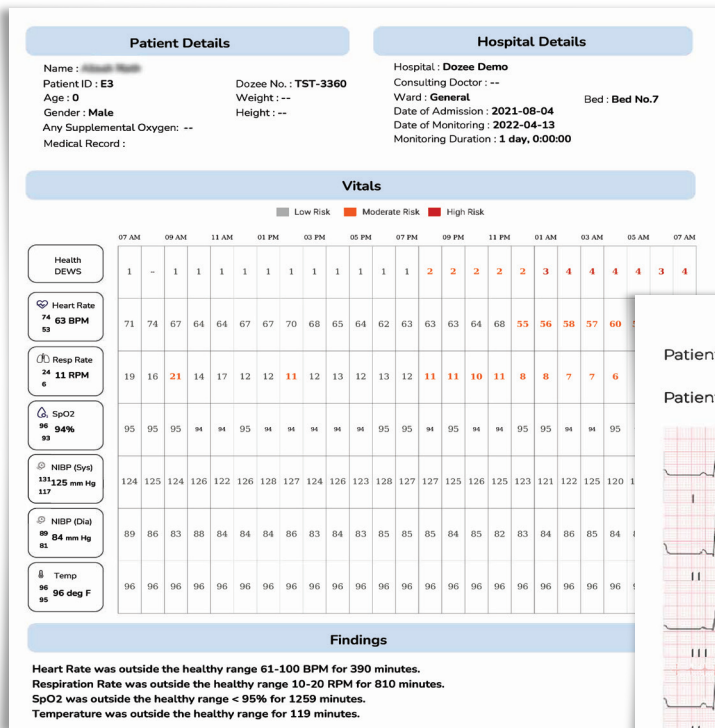 Patient Details
Name :
Patient ID : E3 Dozee No. : TST-3360
Age : 0 Weight : --
Gender : Male Height : --
Any Supplemental Oxygen: --
Medical Record :
Hospital Details
Hospital : Dozee Demo
Consulting Doctor : --
Ward : General Bed : Bed No.7
Date of Admission : 2021-08-04
Date of Monitoring : 2022-04-13
Monitoring Duration : 1 day, 0:00:00
Vitals
Low Risk Moderate Risk High Risk
07 AM 09 AM 11 AM 01 PM 03 PM 05 PM 07 PM 09 PM 11 PM 01 AM 03 AM 05 AM 07 AM
Health DEWS 1 - 1 1 1 1 1 1 1 1 1 1 1 2 2 2 2 2 3 4 4 4 4 3 4
Heart Rate 74 63 BPM 53 71 74 67 64 64 67 67 70 68 65 64 62 63 63 63 64 68 55 56 58 57 60
Resp Rate 24 11 RPM 6 19 16 21 14 17 12 12 11 12 13 12 13 12 11 11 10 11 8 8 7 7 6
SpO2 96 94% 93 95 95 95 94 94 95 94 94 94 94 94 95 95 94 95 94 94 95 95 94 94 95
NIBP (Sys) 131 125 mm Hg 117 124 125 124 126 122 126 128 127 124 126 123 128 127 127 125 126 125 123 121 122 125 120
NIBP (Dia) 89 84 mm Hg 81 89 86 83 88 84 84 84 86 83 84 83 85 85 85 84 85 82 83 84 86 85 84
Temp 96 96 deg F 95 96 96 96 96 96 96 96 96 96 96 96 96 96 96 96 96 96 96 96 96 96 96
Findings
Heart Rate was outside the healthy range 61-100 BPM for 390 minutes.
Respiration Rate was outside the healthy range 10-20 RPM for 810 minutes.
SpO2 was outside the healthy range < 95% for 1259 minutes.
Temperature was outside the healthy range for 119 minutes.
Patient
Patient
I
II
III